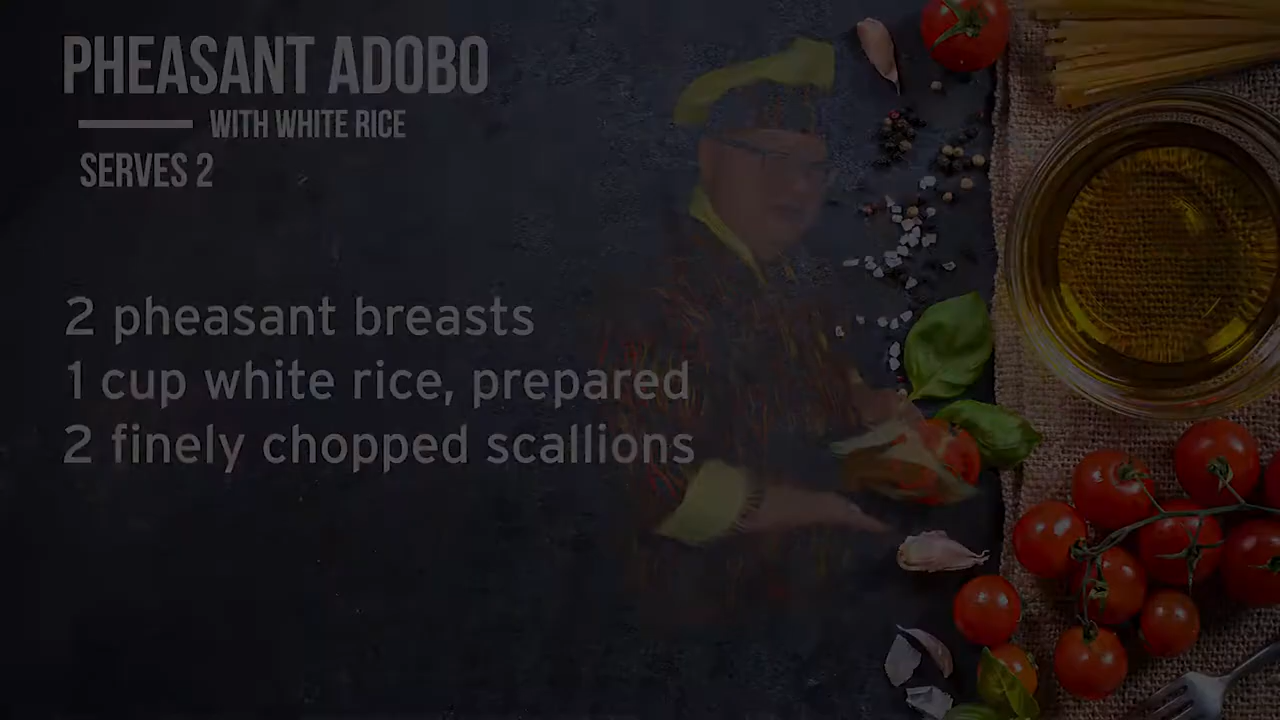 PHEASANT ADOBO
WITH WHITE RICE
SERVES 2
2 pheasant breasts
1 cup white rice, prepared
2 finely chopped scallions